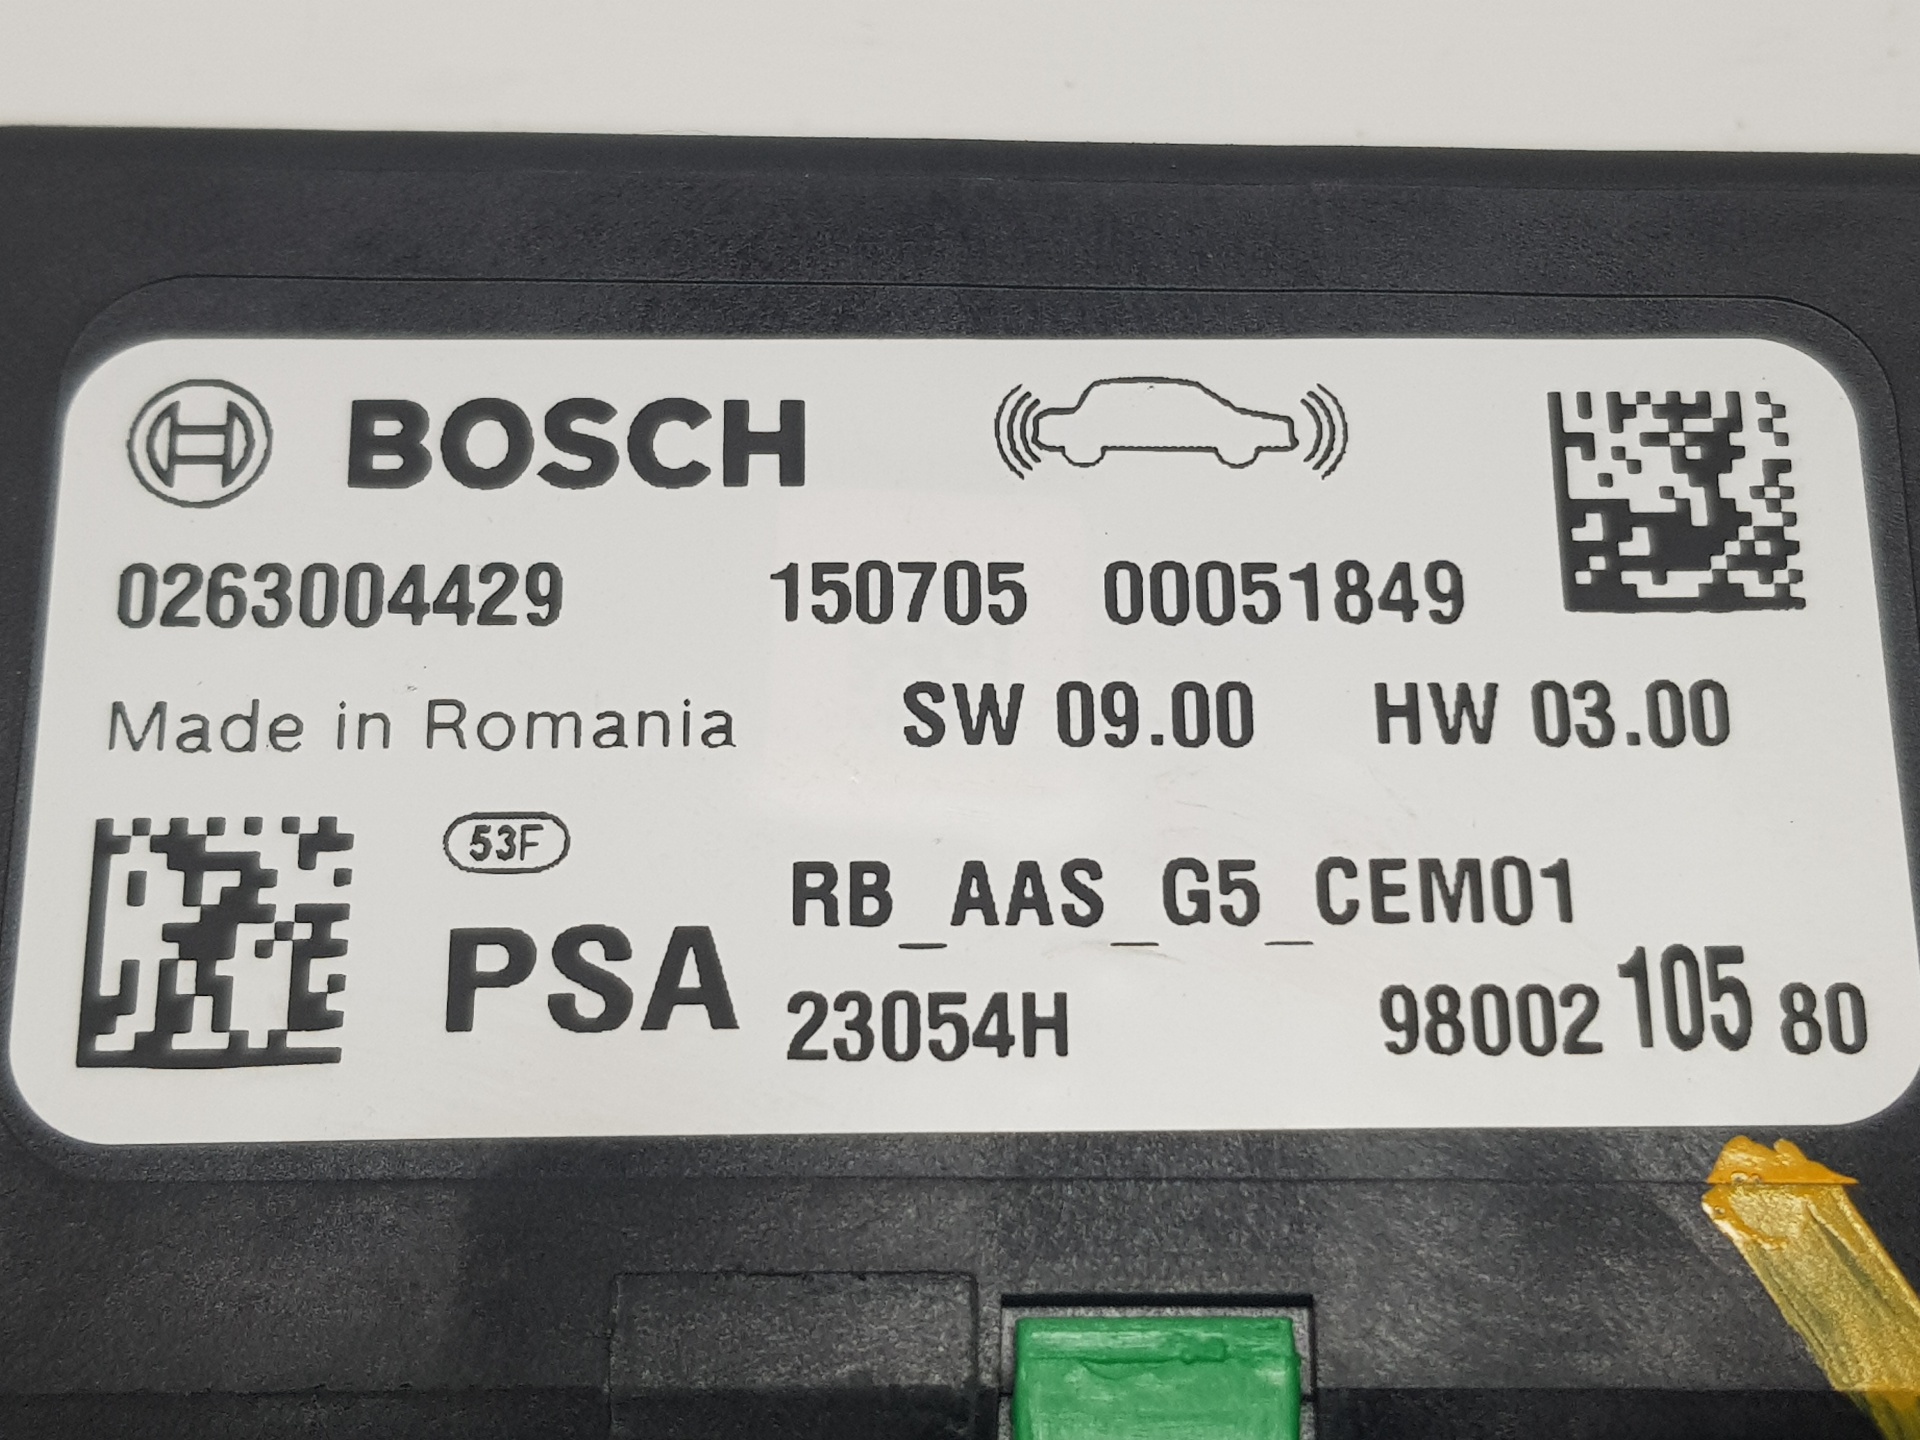 BOSCH
0263004429 150705 00051849
Made in Romania SW 09.00 HW 03.00
53F
RB_AAS_G5_CEM01
PSA
23054H 98002 105 80